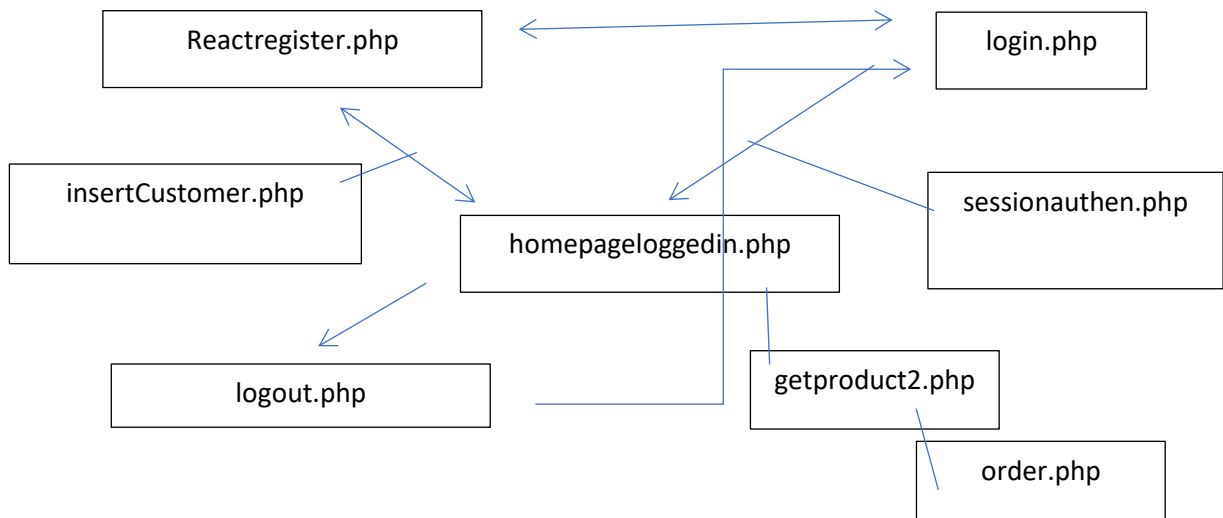 Reactregister.php
login.php
insertCustomer.php
sessionauthen.php
homepageloggedin.php
logout.php
getproduct2.php
order.php